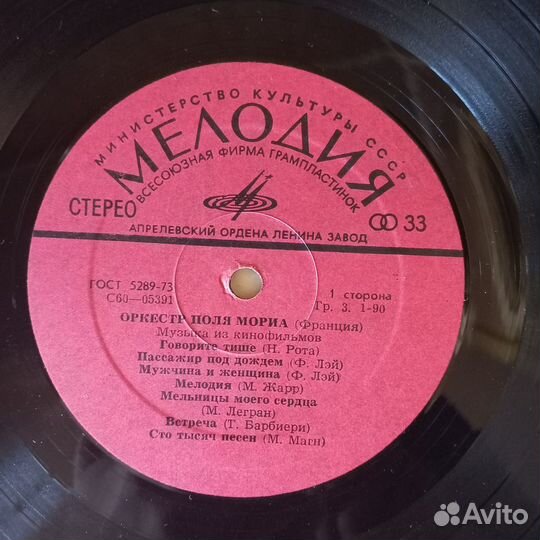 МИНИСТЕРСТВО КУЛЬТУРЫ СССР
МЕЛОДИЯ
ВСЕСОЮЗНАЯ ФИРМА ГРАМПЛАСТИНОК
СТЕРЕО
33
АПРЕЛЕВСКИЙ ОРДЕНА ЛЕНИНА ЗАВОД
ГОСТ 5289-73
1 сторона
С60—05391
Гр. 3. 1-90
ОРКЕСТР ПОЛЯ МОРИА (Франция)
Музыка из кинофильмов
Говорите тише (Н. Рота)
Пассажир под дождем (Ф. Лэй)
Мужчина и женщина (Ф. Лэй)
Мелодия (М. Жарр)
Мельницы моего сердца
(М. Легран)
Встреча (Г. Барбиери)
Сто тысяч песен (М. Магн)
Avito